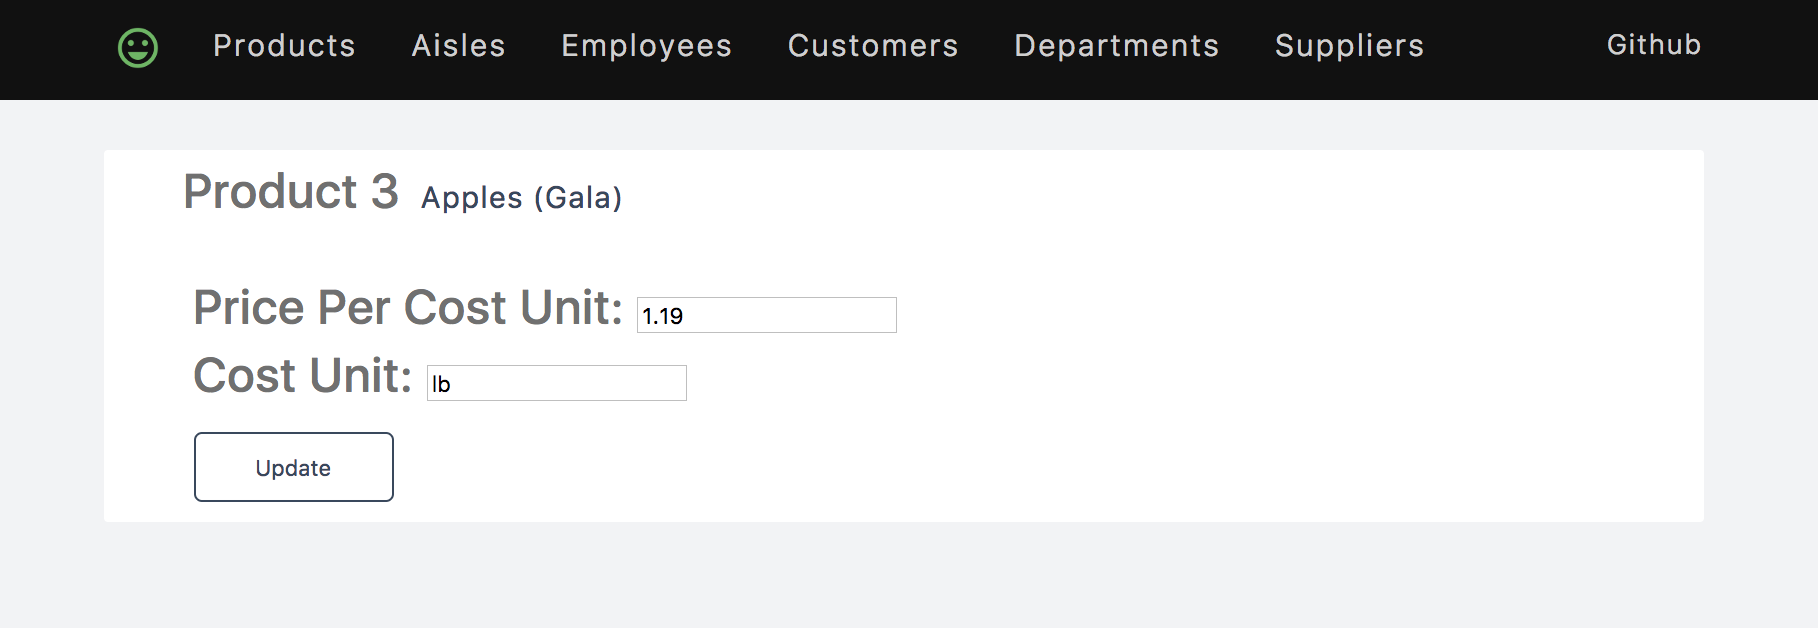 Products Aisles Employees Customers Departments Suppliers Github
Product 3 Apples (Gala)
Price Per Cost Unit: 1.19
Cost Unit: lb
Update